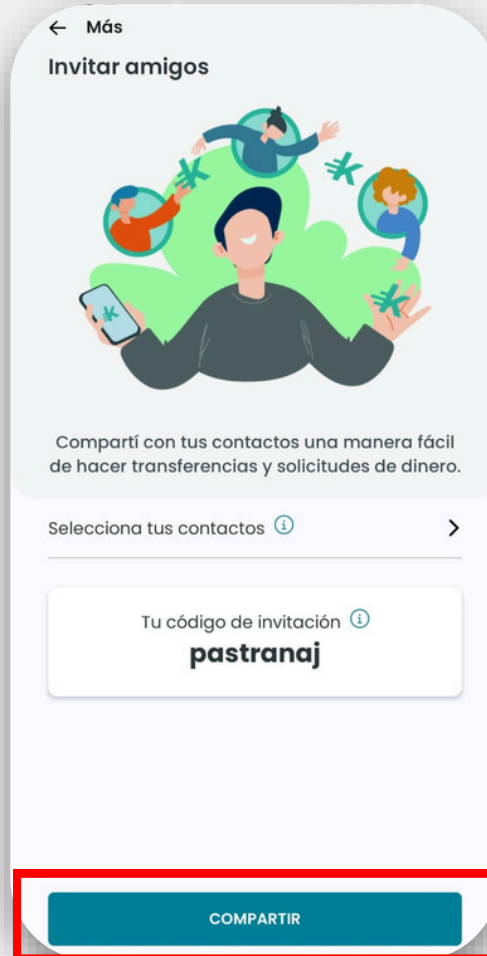 Más
Invitar amigos
Compartí con tus contactos una manera fácil
de hacer transferencias y solicitudes de dinero.
Selecciona tus contactos
Tu código de invitación
pastranaj
COMPARTIR